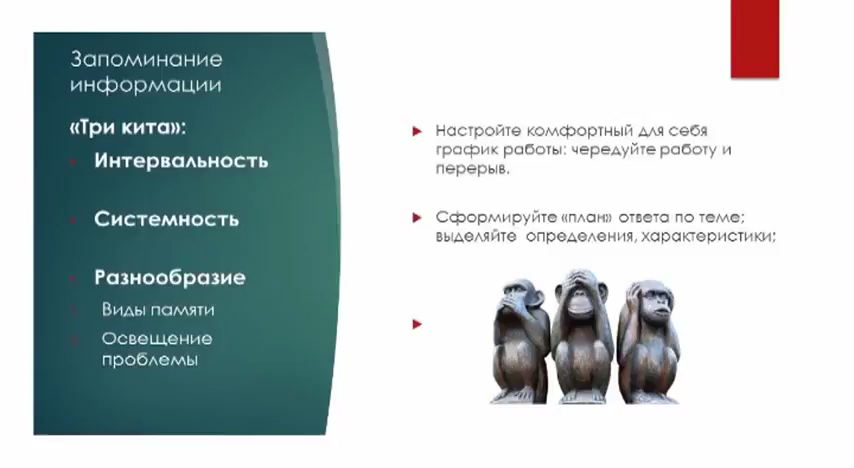 Запоминание
информации
«Три кита»:
Интервальность
Системность
Разнообразие
Виды памяти
Освещение
проблемы
Настройте комфортный для себя
график работы: чередуйте работу и
перерыв.
Сформируйте «план» ответа по теме;
выделяйте определения, характеристики;